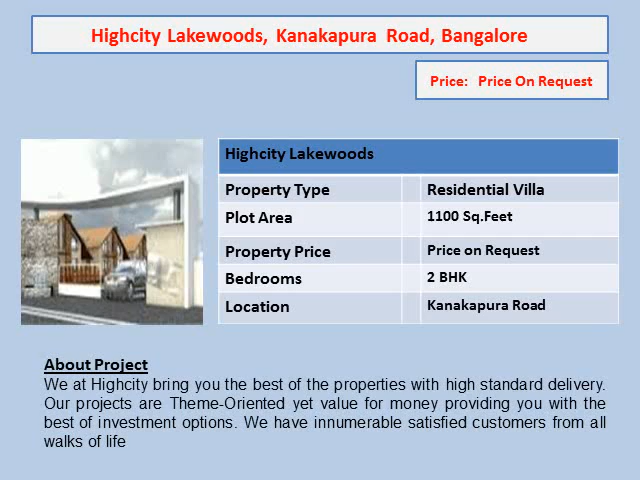 Highcity Lakewoods, Kanakapura Road, Bangalore
Price: Price On Request
Highcity Lakewoods
Property Type Residential Villa
Plot Area 1100 Sq.Feet
Property Price Price on Request
Bedrooms 2 BHK
Location Kanakapura Road
About Project
We at Highcity bring you the best of the properties with high standard delivery.
Our projects are Theme-Oriented yet value for money providing you with the
best of investment options. We have innumerable satisfied customers from all
walks of life